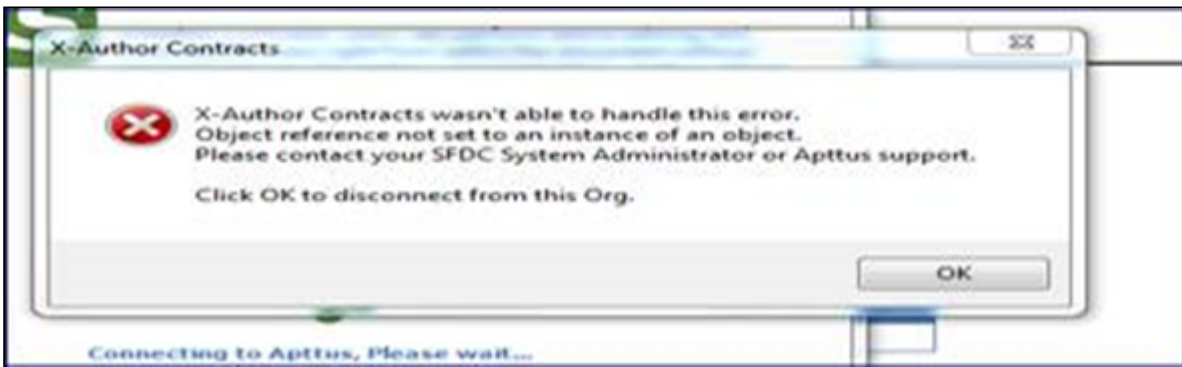 X-Author Contracts
X-Author Contracts wasn't able to handle this error.
Object reference not set to an instance of an object.
Please contact your SFDC System Administrator or Apttus support.
Click OK to disconnect from this Org.
OK
Connecting to Apttus, Please wait...